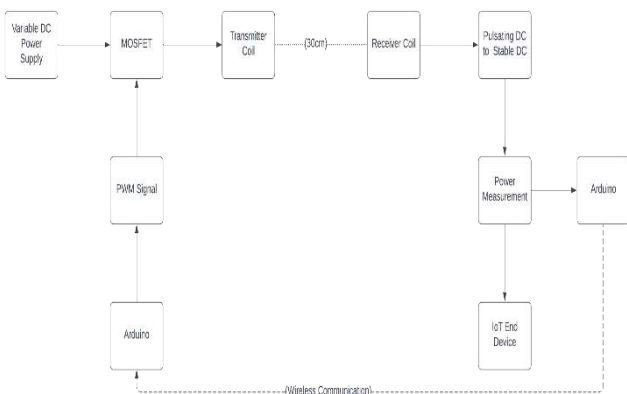 Variable DC
Power
Supply
MOSFET
Transmitter
Coil
(30cm)
Receiver Coil
Pulsating DC
to Stable DC
PWM Signal
Power
Measurement
Arduino
Arduino
IoT End
Device
(Wireless Communication)